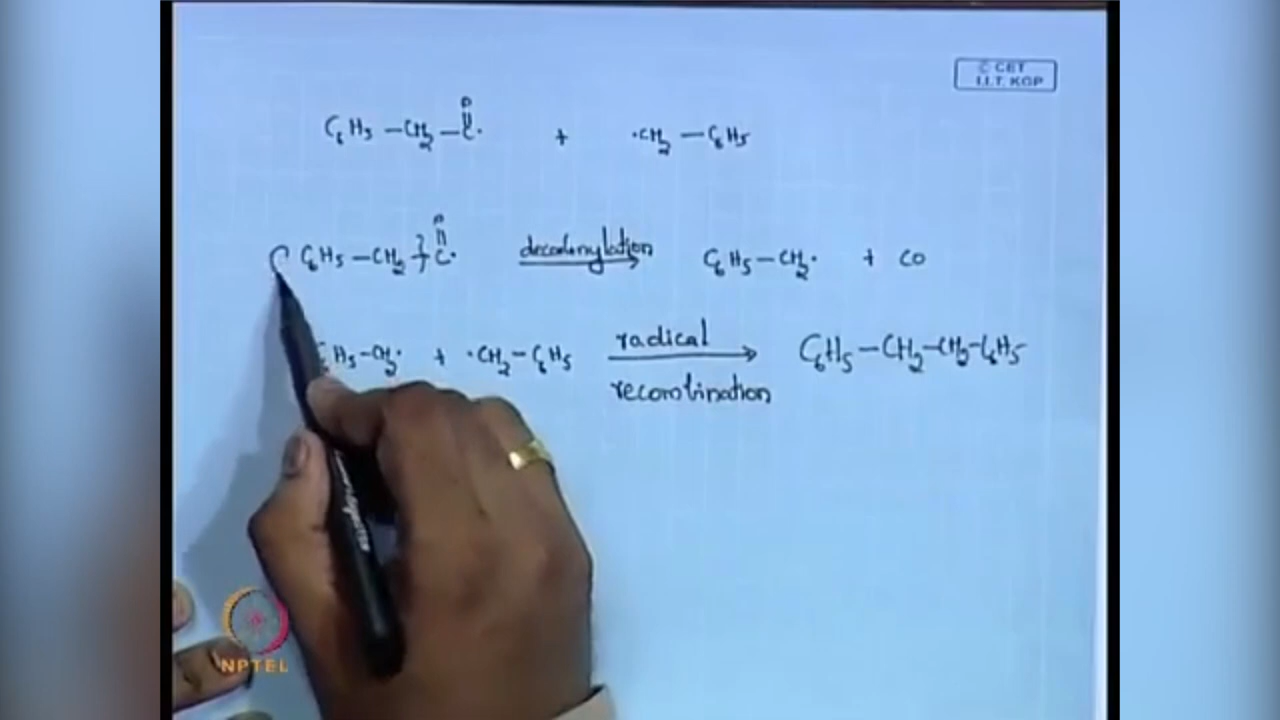 © CET
I.I.T. KGP
C₆H₅ —CH₂ —C(=O)· + ·CH₂ —C₆H₅
C₆H₅ —CH₂ ⌇ C(=O)· decarbonylation → C₆H₅—CH₂· + CO
C₆H₅-CH₂· + ·CH₂-C₆H₅ radical recombination → C₆H₅—CH₂-CH₂-C₆H₅
NPTEL